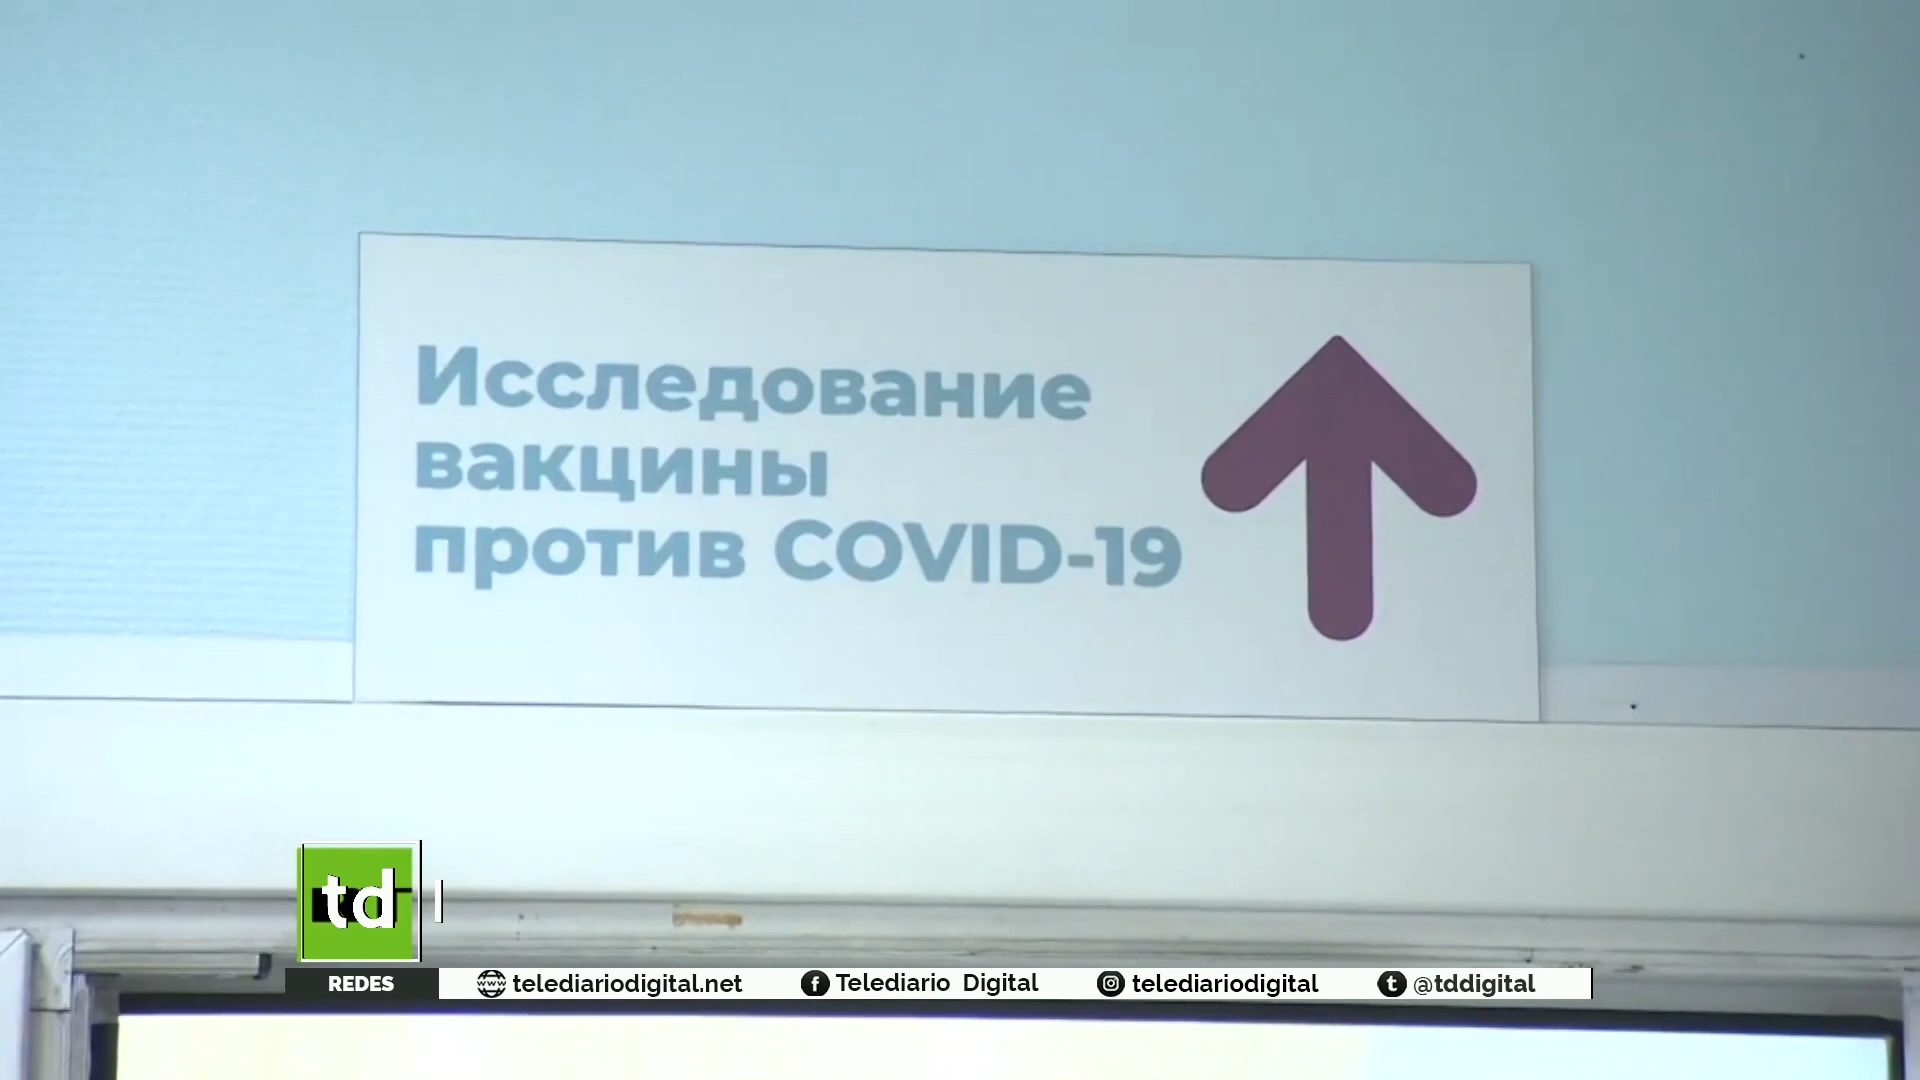 Исследование
вакцины
против COVID-19
td
REDES telediariodigital.net Telediario Digital telediariodigital @tddigital